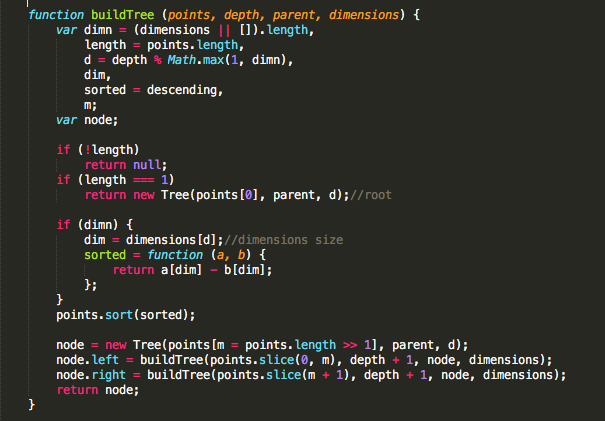 function buildTree (points, depth, parent, dimensions) {
    var dimn = (dimensions || []).length,
        length = points.length,
        d = depth % Math.max(1, dimn),
        dim,
        sorted = descending,
        m;
    var node;

    if (!length)
        return null;
    if (length === 1)
        return new Tree(points[0], parent, d);//root

    if (dimn) {
        dim = dimensions[d];//dimensions size
        sorted = function (a, b) {
            return a[dim] - b[dim];
        };
    }
    points.sort(sorted);

    node = new Tree(points[m = points.length >> 1], parent, d);
    node.left = buildTree(points.slice(0, m), depth + 1, node, dimensions);
    node.right = buildTree(points.slice(m + 1), depth + 1, node, dimensions);
    return node;
}